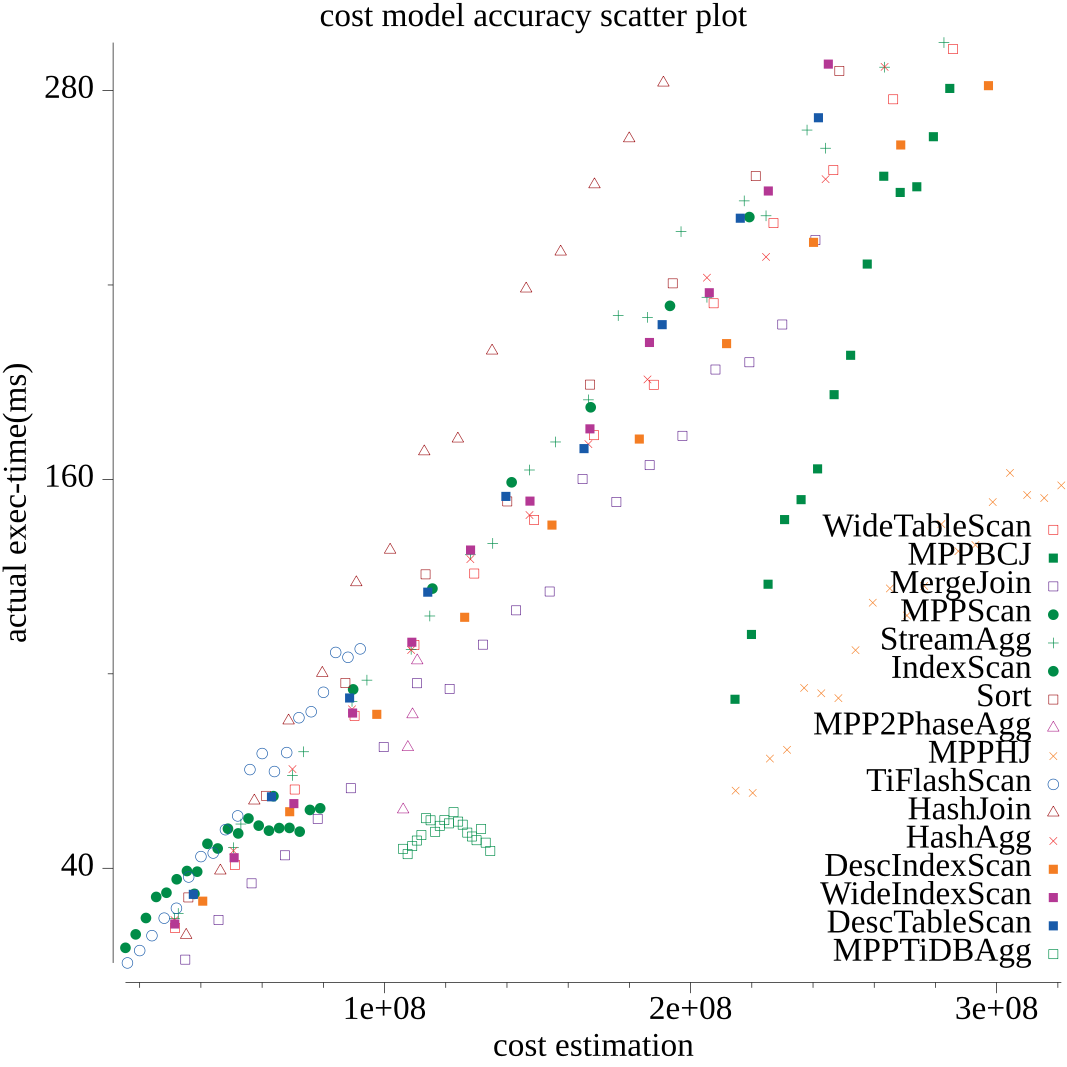 cost model accuracy scatter plot
280
160
40
actual exec-time(ms)
WideTableScan
MPPBCJ
MergeJoin
MPPScan
StreamAgg
IndexScan
Sort
MPP2PhaseAgg
MPPHJ
TiFlashScan
HashJoin
HashAgg
DescIndexScan
WideIndexScan
DescTableScan
MPPTiDBAgg
1e+08 2e+08 3e+08
cost estimation